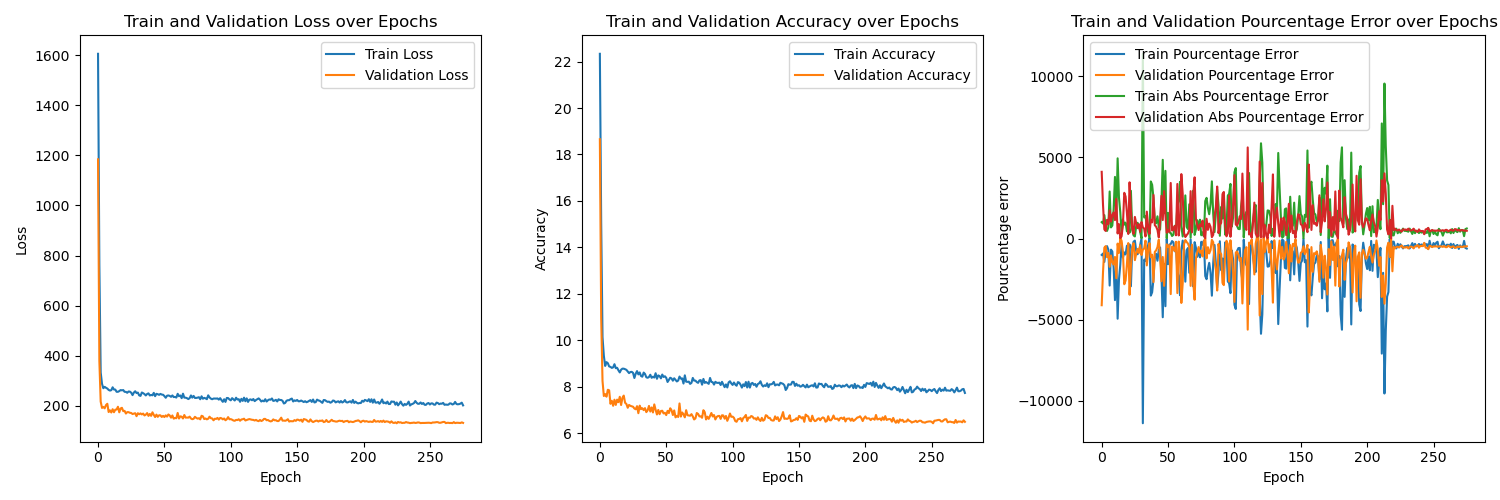 Train and Validation Loss over Epochs
1600
1400
1200
1000
800
600
400
200
0
50
100
150
200
250
Loss
Epoch
Train Loss
Validation Loss
Train and Validation Accuracy over Epochs
22
20
18
16
14
12
10
8
6
0
50
100
150
200
250
Accuracy
Epoch
Train Accuracy
Validation Accuracy
Train and Validation Pourcentage Error over Epochs
10000
5000
0
−5000
−10000
0
50
100
150
200
250
Pourcentage error
Epoch
Train Pourcentage Error
Validation Pourcentage Error
Train Abs Pourcentage Error
Validation Abs Pourcentage Error